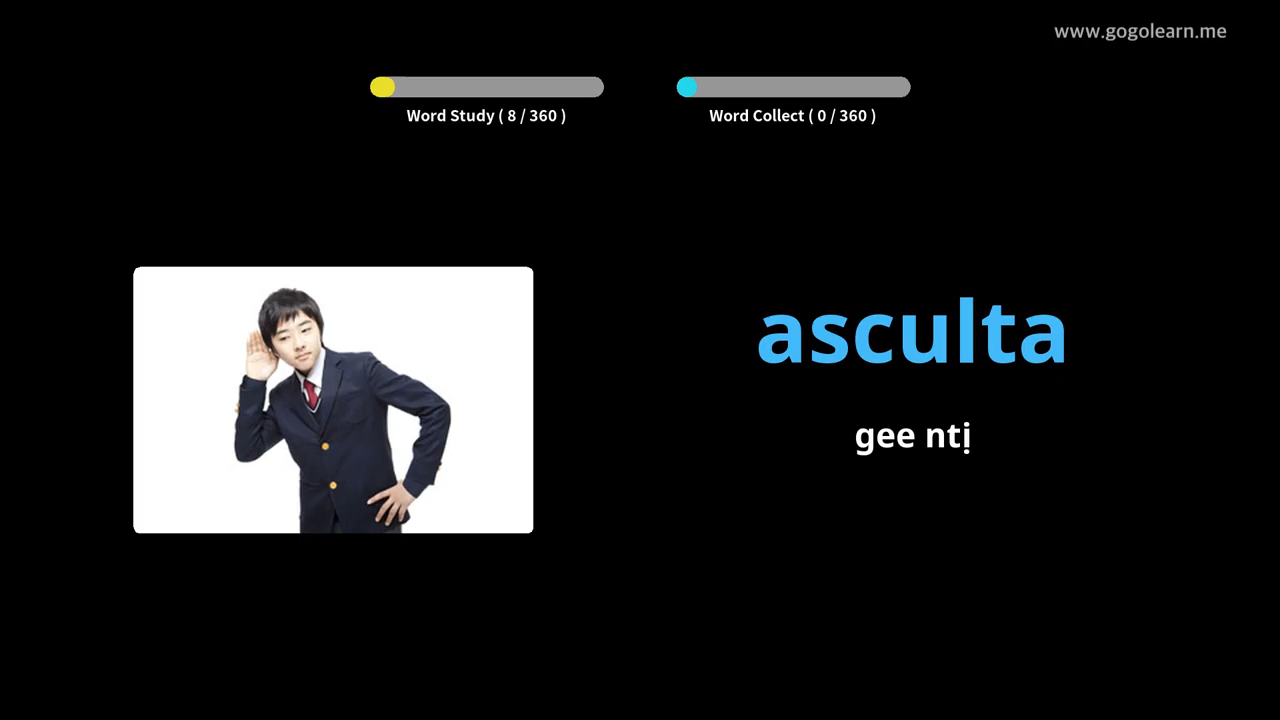 www.gogolearn.me
Word Study ( 8 / 360 )
Word Collect ( 0 / 360 )
asculta
gee ntị